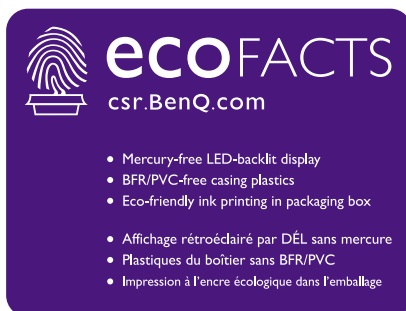 ecoFACTS
csr.BenQ.com
• Mercury-free LED-backlit display
• BFR/PVC-free casing plastics
• Eco-friendly ink printing in packaging box
• Affichage rétroéclairé par DÉL sans mercure
• Plastiques du boîtier sans BFR/PVC
• Impression à l'encre écologique dans l'emballage